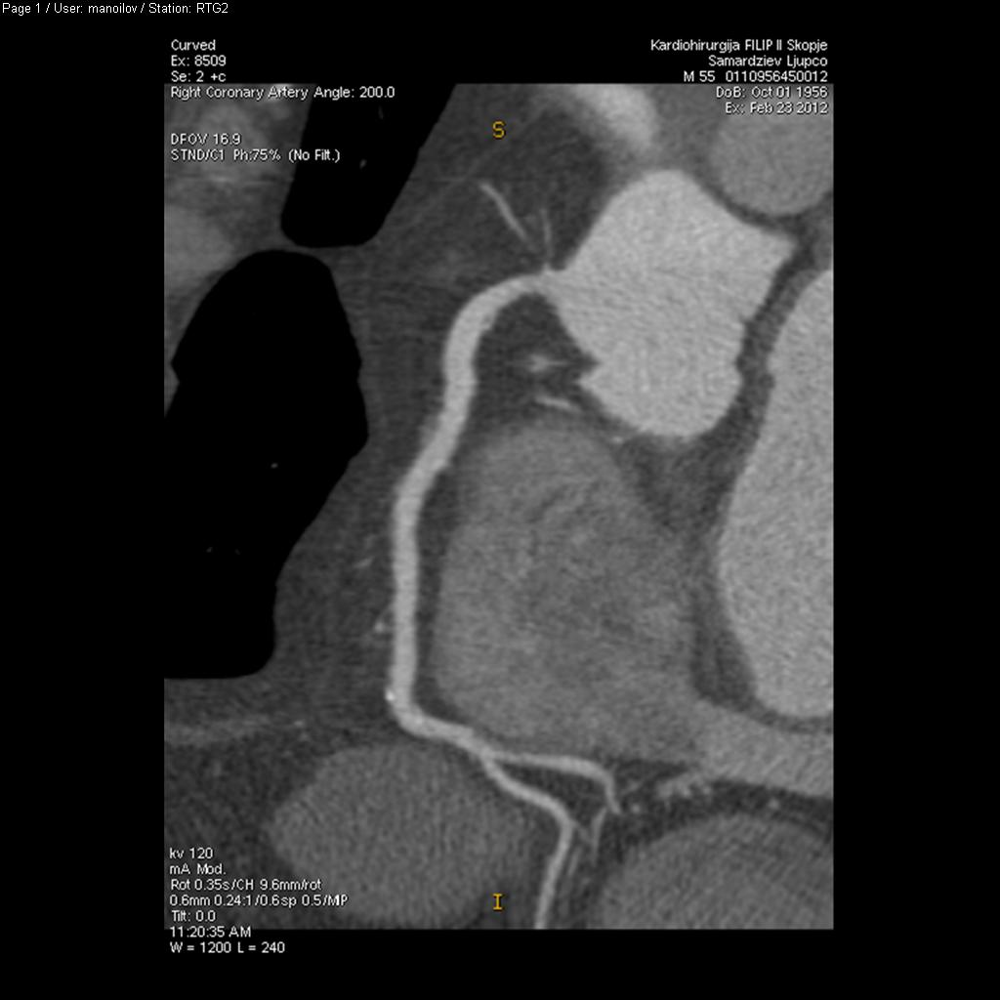 Page 1 / User: manoilov / Station: RTG2
Curved
Ex: 8509
Se: 2 +c
Right Coronary Artery Angle: 200.0
DFOV 16.9
STND/C1 Ph:75% (No Filt.)
Kardiohirurgija FILIP II Skopje
Samardziev Ljupco
M 55 0110956450012
DoB: Oct 01 1956
Ex: Feb 23 2012
S
kv 120
mA Mod.
Rot 0.35s/CH 9.6mm/rot
0.6mm 0.24:1/0.6sp 0.5/MIP
Tilt: 0.0
11:20:35 AM
W = 1200 L = 240
I